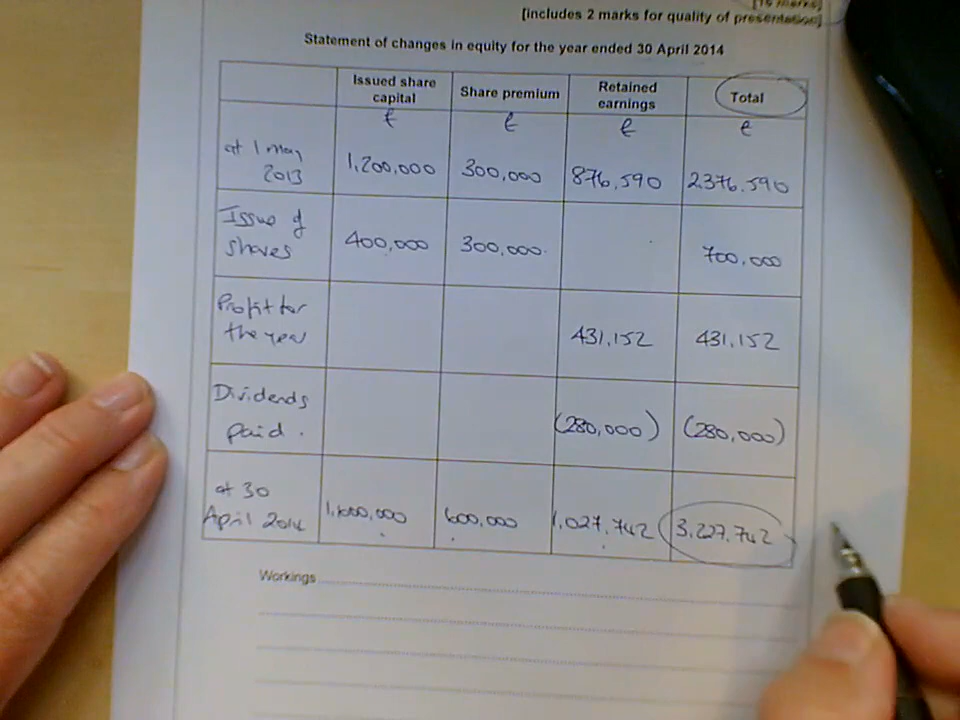 [16 marks]
[includes 2 marks for quality of presentation]
Statement of changes in equity for the year ended 30 April 2014
Issued share capital Share premium Retained earnings Total
£ £ £ £
at 1 May 2013 1,200,000 300,000 876,590 2,376,590
Issue of shares 400,000 300,000 700,000
Profit for the year 431,152 431,152
Dividends paid. (280,000) (280,000)
at 30 April 2014 1,600,000 600,000 1,027,742 3,227,742
Workings